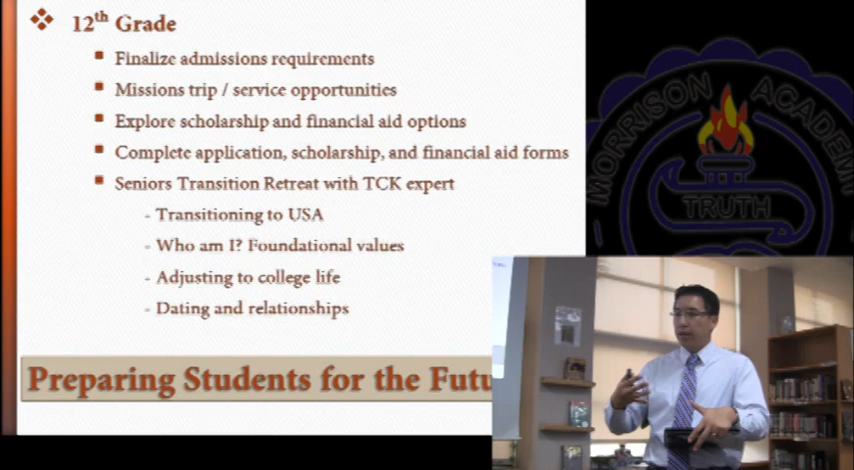 12th Grade
Finalize admissions requirements
Missions trip / service opportunities
Explore scholarship and financial aid options
Complete application, scholarship, and financial aid forms
Seniors Transition Retreat with TCK expert
- Transitioning to USA
- Who am I? Foundational values
- Adjusting to college life
- Dating and relationships
Preparing Students for the Futu
MORRISON ACADEMY
TRUTH